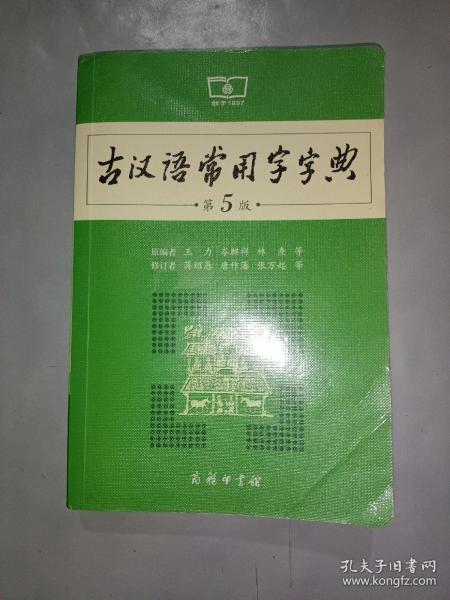 创于1897
古汉语常用字字典
第5版
原编者 王力 岑麒祥 林焘 等
修订者 蒋绍愚 唐作藩 张万起 等
商务印书馆
孔夫子旧书网
www.kongfz.com